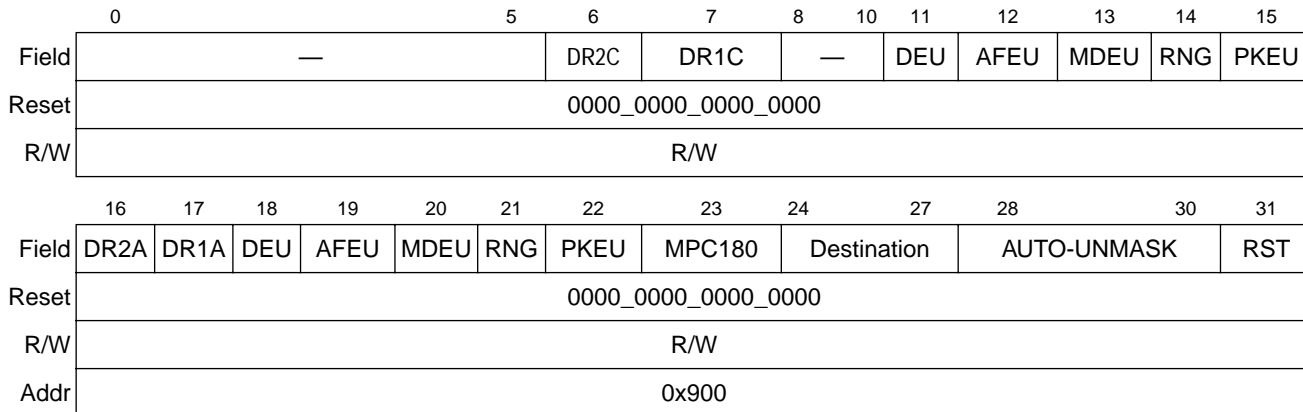 0 5 6 7 8 10 11 12 13 14 15
Field — DR2C DR1C — DEU AFEU MDEU RNG PKEU
Reset 0000_0000_0000_0000
R/W R/W
16 17 18 19 20 21 22 23 24 27 28 30 31
Field DR2A DR1A DEU AFEU MDEU RNG PKEU MPC180 Destination AUTO-UNMASK RST
Reset 0000_0000_0000_0000
R/W R/W
Addr 0x900